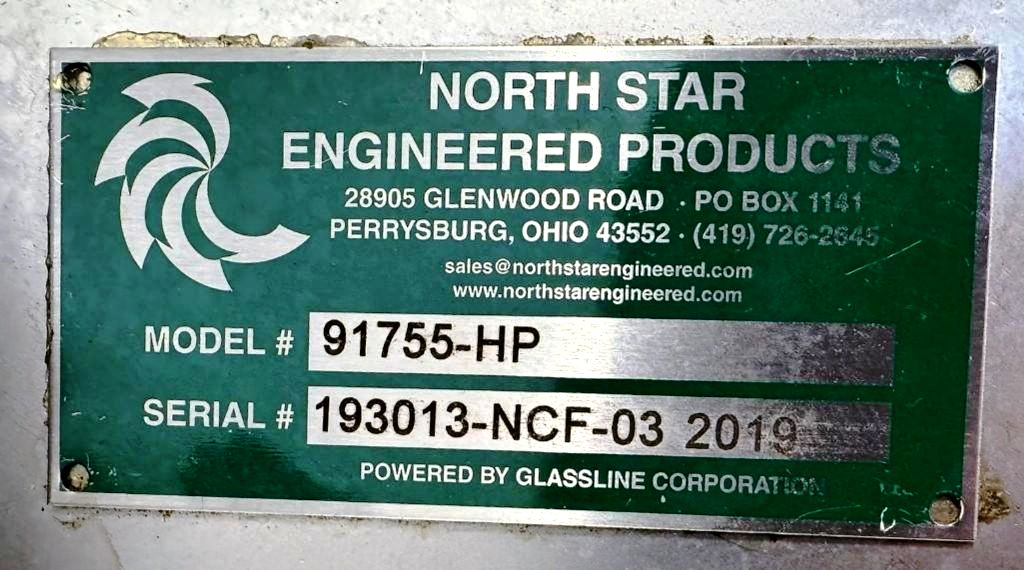 NORTH STAR
ENGINEERED PRODUCTS
28905 GLENWOOD ROAD · PO BOX 1141
PERRYSBURG, OHIO 43552 · (419) 726-2645
sales@northstarengineered.com
www.northstarengineered.com
MODEL # 91755-HP
SERIAL # 193013-NCF-03 2019
POWERED BY GLASSLINE CORPORATION